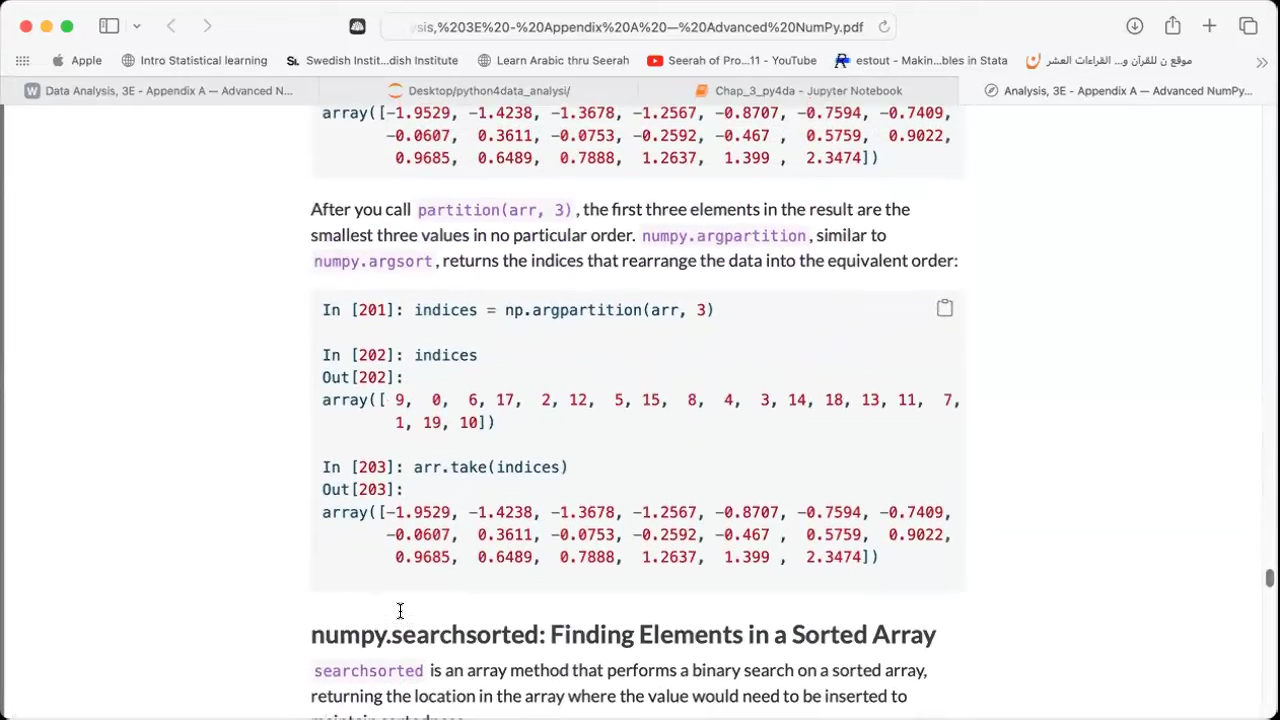 ysis,%203E%20-%20Appendix%20A%20—%20Advanced%20NumPy.pdf
Apple
Intro Statistical learning
Swedish Instit...dish Institute
Learn Arabic thru Seerah
Seerah of Pro...11 - YouTube
estout - Makin...bles in Stata
موقع ن للقرآن و... القراءات العشر
Data Analysis, 3E - Appendix A — Advanced N...
Desktop/python4data_analysi/
Chap_3_py4da - Jupyter Notebook
Analysis, 3E - Appendix A — Advanced NumPy...
array([-1.9529, -1.4238, -1.3678, -1.2567, -0.8707, -0.7594, -0.7409,
-0.0607, 0.3611, -0.0753, -0.2592, -0.467 , 0.5759, 0.9022,
0.9685, 0.6489, 0.7888, 1.2637, 1.399 , 2.3474])
After you call partition(arr, 3), the first three elements in the result are the
smallest three values in no particular order. numpy.argpartition, similar to
numpy.argsort, returns the indices that rearrange the data into the equivalent order:
In [201]: indices = np.argpartition(arr, 3)
In [202]: indices
Out[202]:
array([ 9, 0, 6, 17, 2, 12, 5, 15, 8, 4, 3, 14, 18, 13, 11, 7,
1, 19, 10])
In [203]: arr.take(indices)
Out[203]:
array([-1.9529, -1.4238, -1.3678, -1.2567, -0.8707, -0.7594, -0.7409,
-0.0607, 0.3611, -0.0753, -0.2592, -0.467 , 0.5759, 0.9022,
0.9685, 0.6489, 0.7888, 1.2637, 1.399 , 2.3474])
numpy.searchsorted: Finding Elements in a Sorted Array
searchsorted is an array method that performs a binary search on a sorted array,
returning the location in the array where the value would need to be inserted to
maintain sortedness